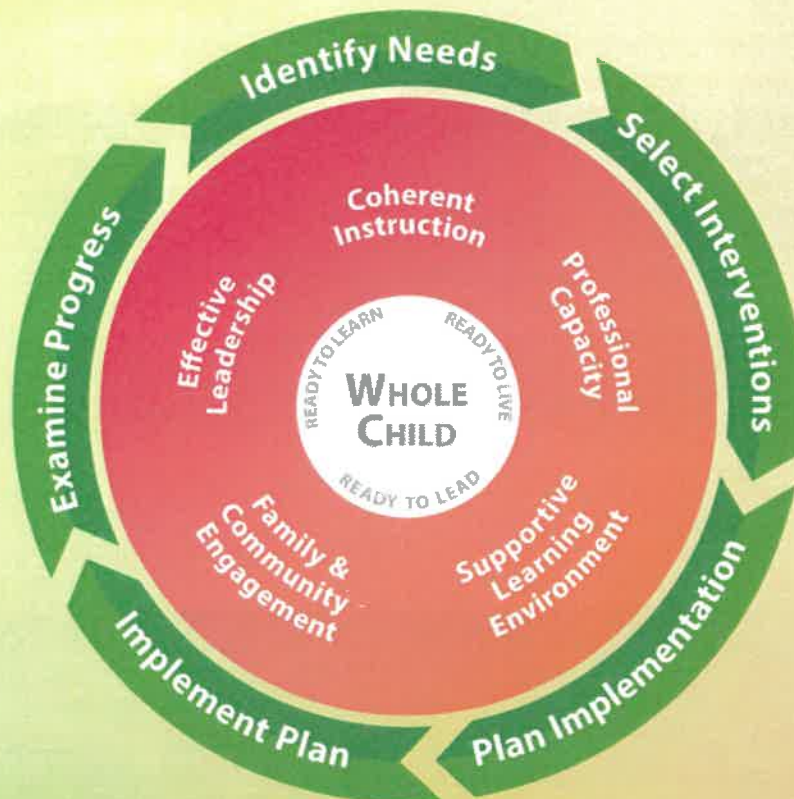 Identify Needs
Select Interventions
Plan Implementation
Implement Plan
Examine Progress
Coherent
Instruction
Professional
Capacity
Supportive
Learning
Environment
Family &
Community
Engagement
Effective
Leadership
READY TO LEARN
READY TO LIVE
READY TO LEAD
WHOLE
CHILD